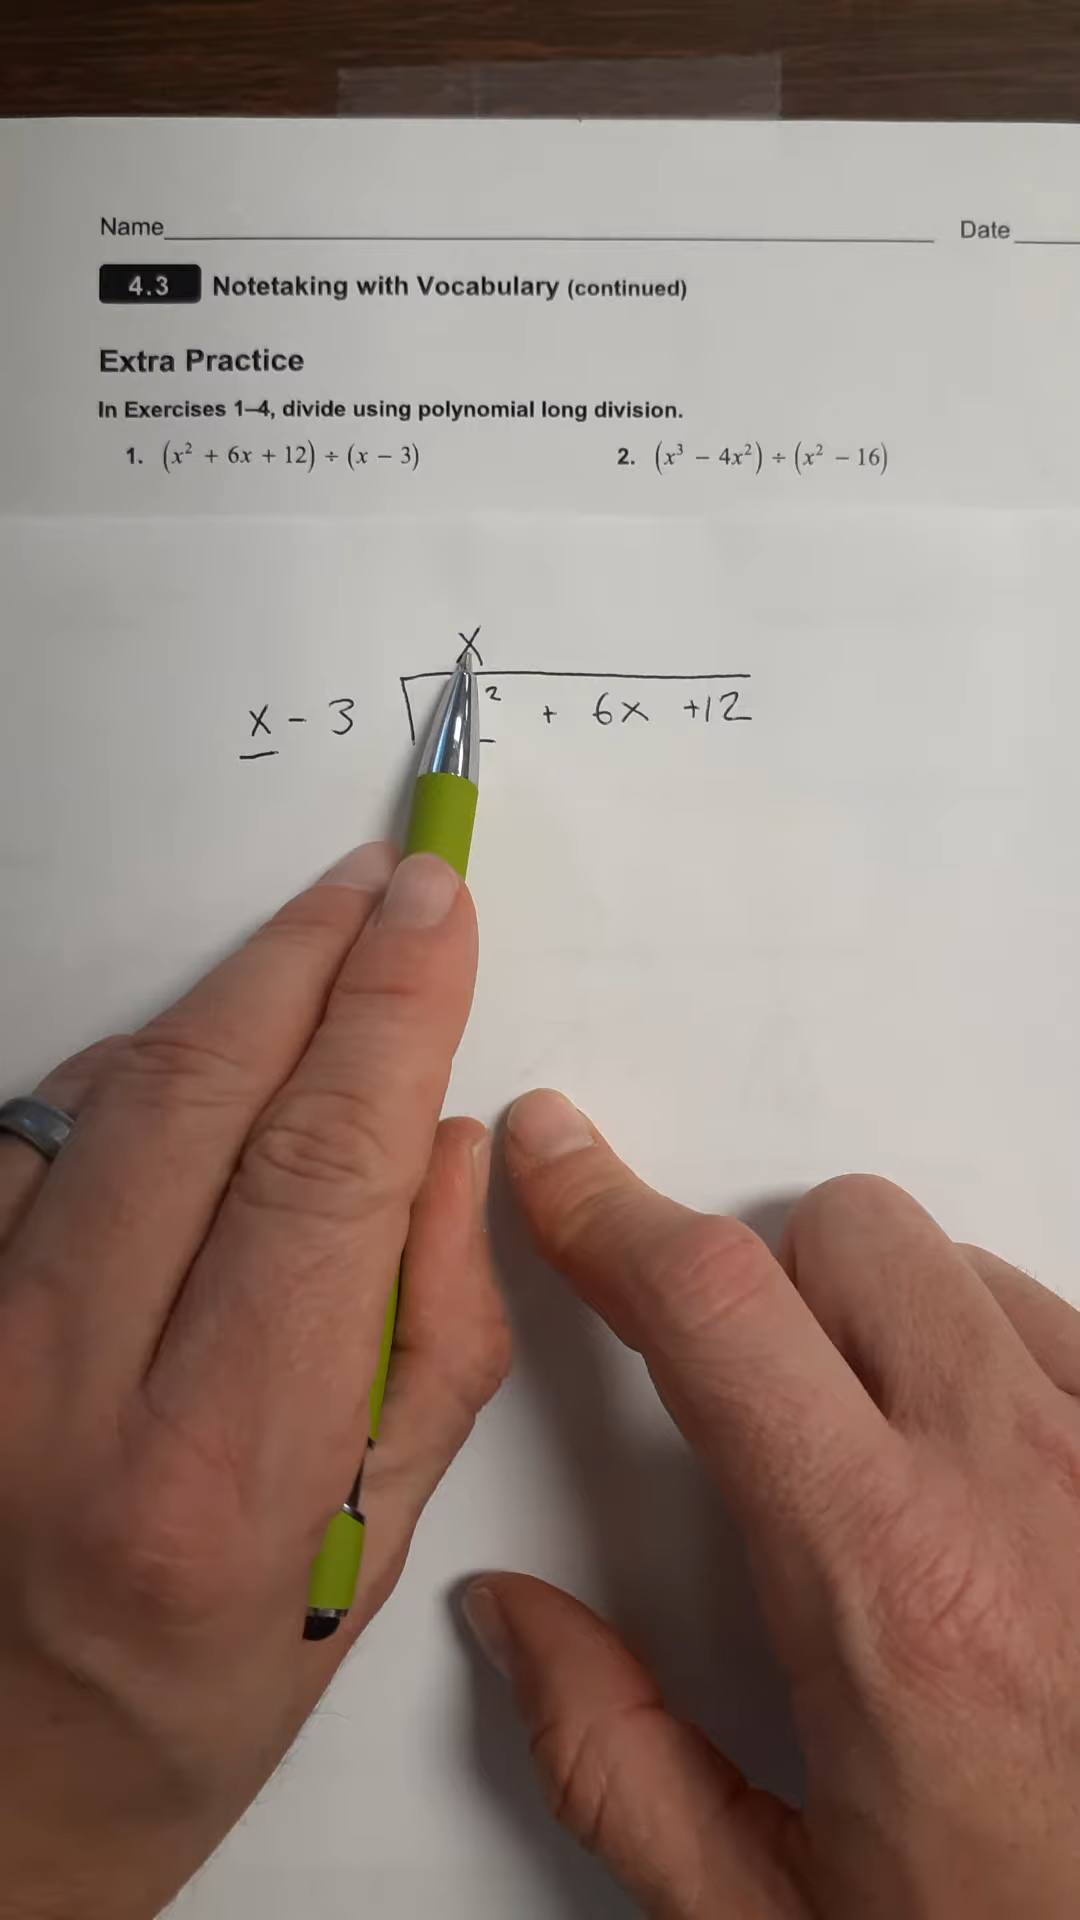 Name
Date
4.3 Notetaking with Vocabulary (continued)
Extra Practice
In Exercises 1–4, divide using polynomial long division.
1. (x² + 6x + 12) ÷ (x − 3)
2. (x³ − 4x²) ÷ (x² − 16)
x
x - 3 ² + 6x +12